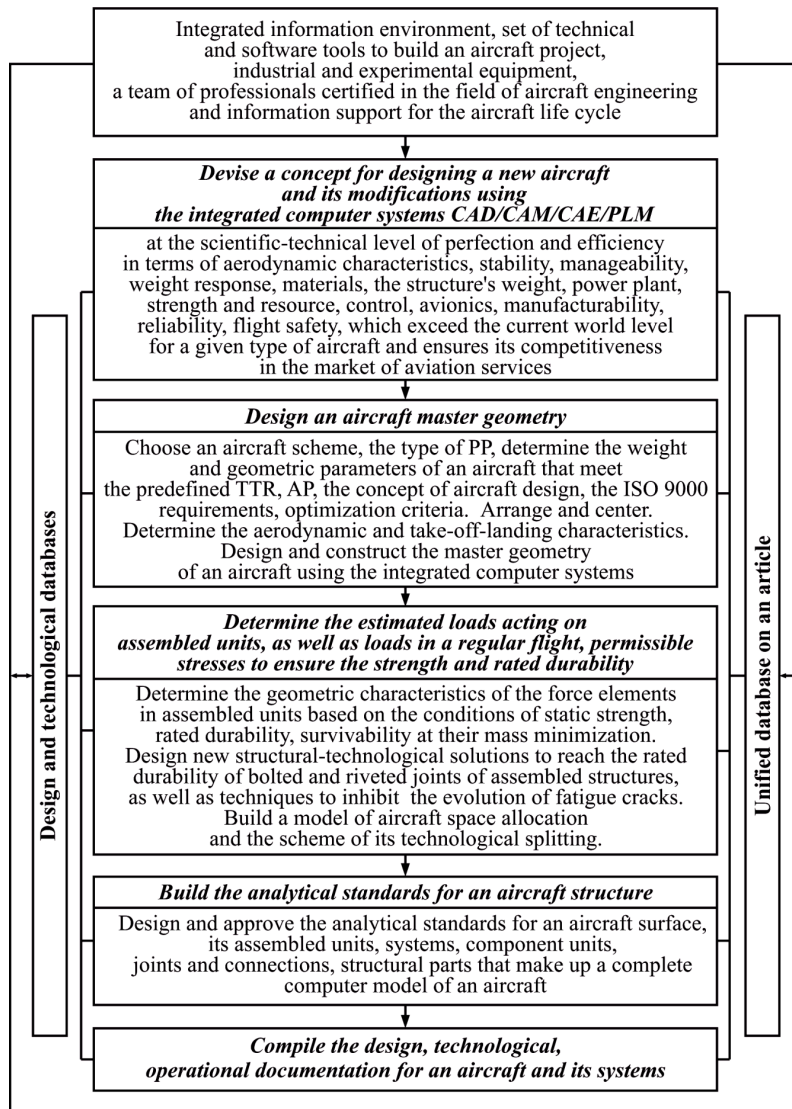 Integrated information environment, set of technical
and software tools to build an aircraft project,
industrial and experimental equipment,
a team of professionals certified in the field of aircraft engineering
and information support for the aircraft life cycle
Devise a concept for designing a new aircraft
and its modifications using
the integrated computer systems CAD/CAM/CAE/PLM
at the scientific-technical level of perfection and efficiency
in terms of aerodynamic characteristics, stability, manageability,
weight response, materials, the structure's weight, power plant,
strength and resource, control, avionics, manufacturability,
reliability, flight safety, which exceed the current world level
for a given type of aircraft and ensures its competitiveness
in the market of aviation services
Design an aircraft master geometry
Choose an aircraft scheme, the type of PP, determine the weight
and geometric parameters of an aircraft that meet
the predefined TTR, AP, the concept of aircraft design, the ISO 9000
requirements, optimization criteria. Arrange and center.
Determine the aerodynamic and take-off-landing characteristics.
Design and construct the master geometry
of an aircraft using the integrated computer systems
Determine the estimated loads acting on
assembled units, as well as loads in a regular flight, permissible
stresses to ensure the strength and rated durability
Determine the geometric characteristics of the force elements
in assembled units based on the conditions of static strength,
rated durability, survivability at their mass minimization.
Design new structural-technological solutions to reach the rated
durability of bolted and riveted joints of assembled structures,
as well as techniques to inhibit the evolution of fatigue cracks.
Build a model of aircraft space allocation
and the scheme of its technological splitting.
Build the analytical standards for an aircraft structure
Design and approve the analytical standards for an aircraft surface,
its assembled units, systems, component units,
joints and connections, structural parts that make up a complete
computer model of an aircraft
Compile the design, technological,
operational documentation for an aircraft and its systems
Design and technological databases
Unified database on an article